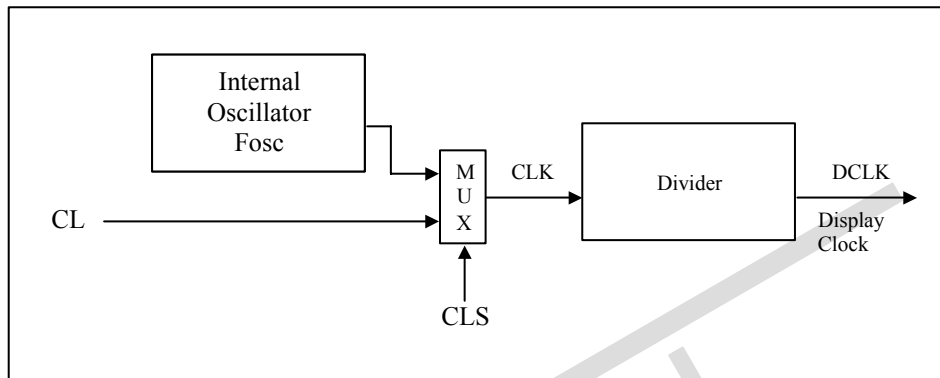 Internal
Oscillator
Fosc
M
U
X
CLK
Divider
DCLK
CL
Display
Clock
CLS